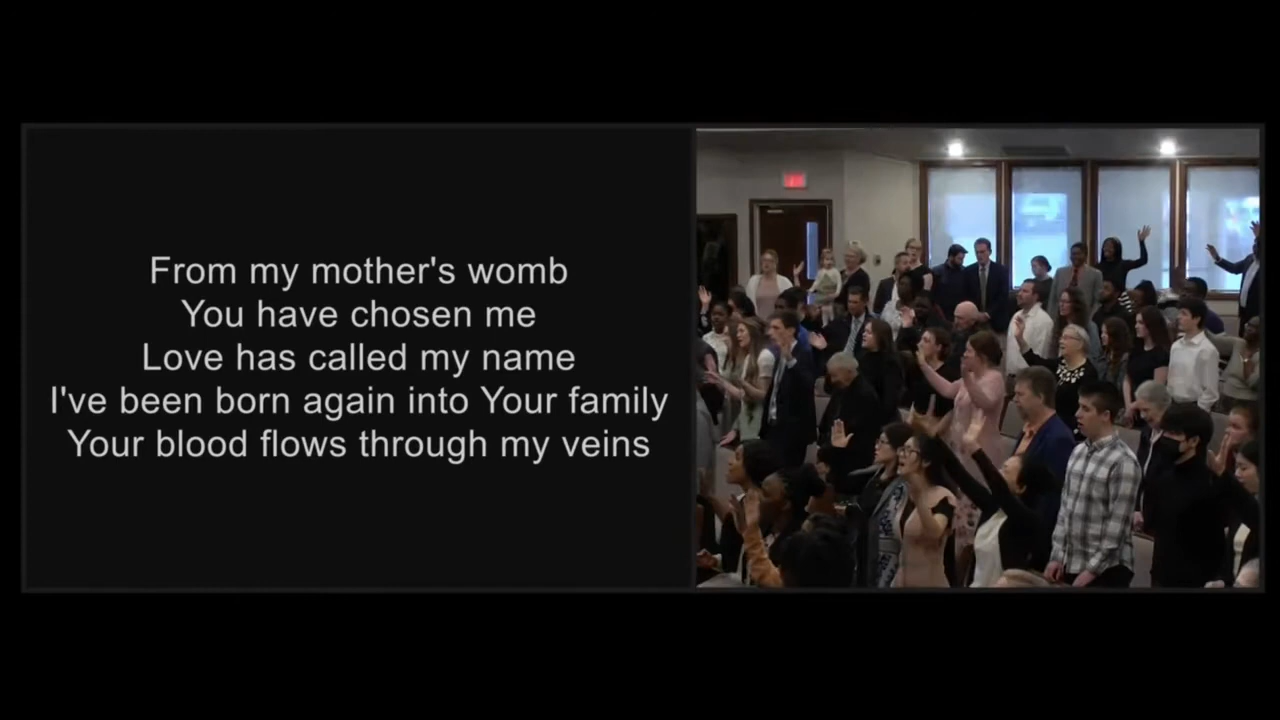 From my mother's womb
You have chosen me
Love has called my name
I've been born again into Your family
Your blood flows through my veins